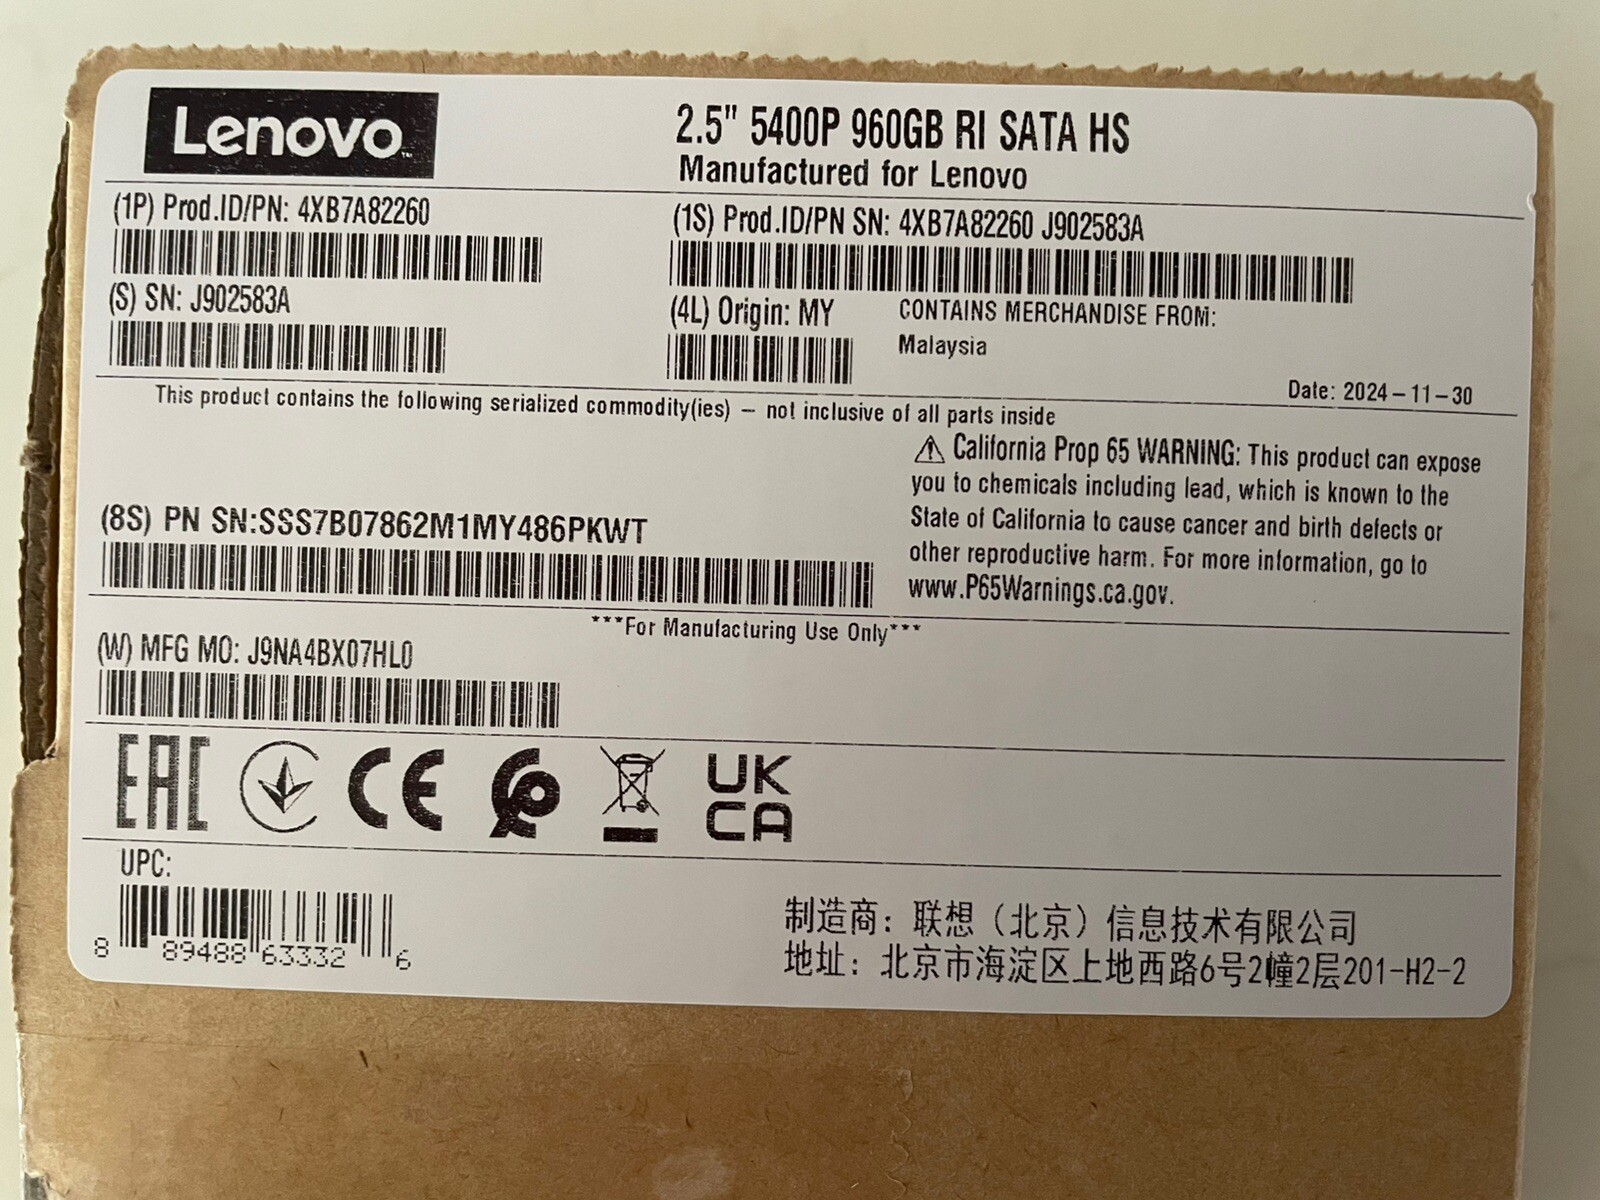 Lenovo™
2.5" 5400P 960GB RI SATA HS
Manufactured for Lenovo
(1P) Prod.ID/PN: 4XB7A82260
(1S) Prod.ID/PN SN: 4XB7A82260 J902583A
(S) SN: J902583A
(4L) Origin: MY
CONTAINS MERCHANDISE FROM:
Malaysia
Date: 2024-11-30
This product contains the following serialized commodity(ies) – not inclusive of all parts inside
⚠ California Prop 65 WARNING: This product can expose
you to chemicals including lead, which is known to the
State of California to cause cancer and birth defects or
other reproductive harm. For more information, go to
www.P65Warnings.ca.gov.
(8S) PN SN:SSS7B07862M1MY486PKWT
***For Manufacturing Use Only***
(W) MFG MO: J9NA4BX07HL0
EAC
CE
UK
CA
UPC:
8 89488 63332 6
制造商：联想（北京）信息技术有限公司
地址：北京市海淀区上地西路6号2幢2层201-H2-2